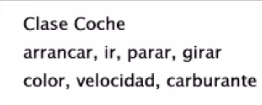 Clase Coche
arrancar, ir, parar, girar
color, velocidad, carburante